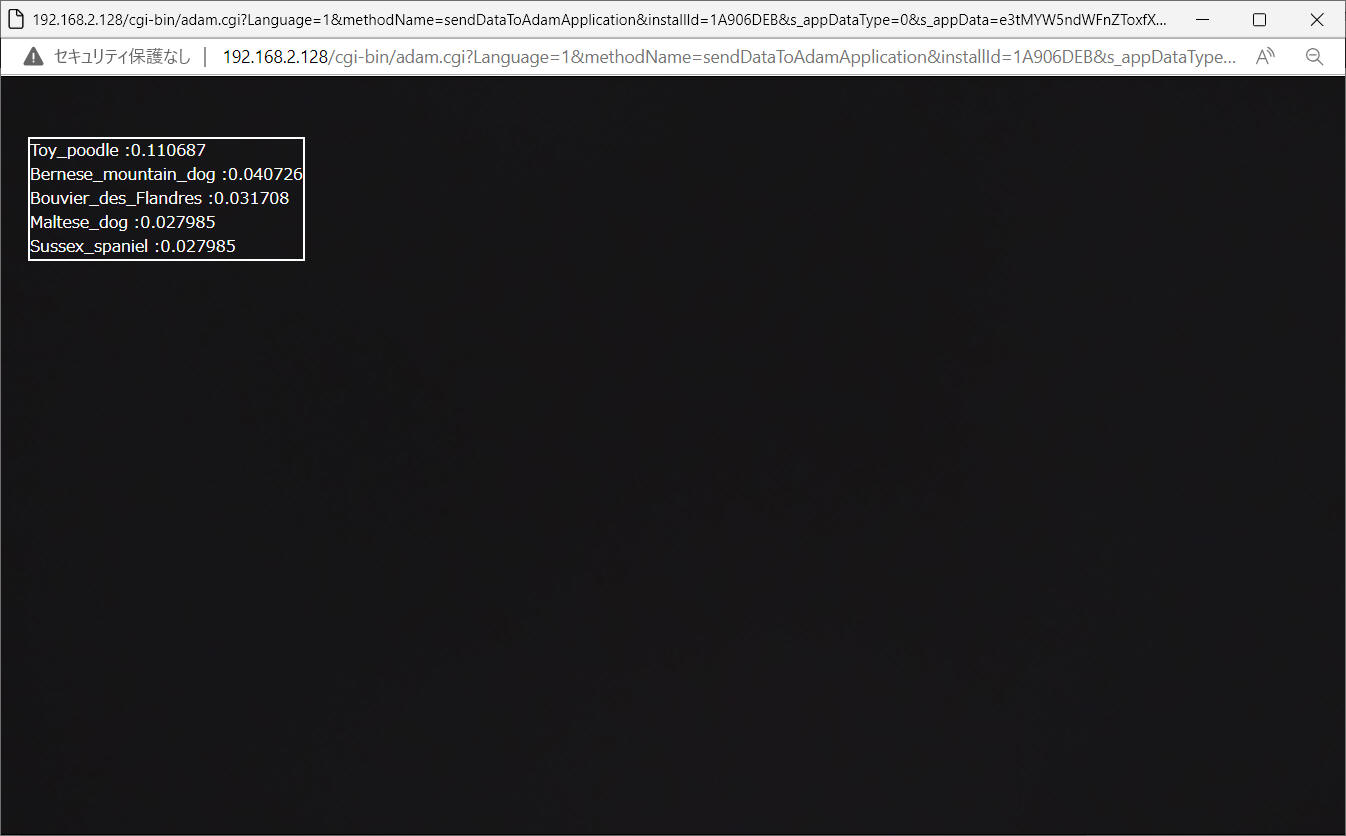 192.168.2.128/cgi-bin/adam.cgi?Language=1&methodName=sendDataToAdamApplication&installId=1A906DEB&s_appDataType=0&s_appData=e3tMYW5ndWFnZToxfX...
セキュリティ保護なし 192.168.2.128/cgi-bin/adam.cgi?Language=1&methodName=sendDataToAdamApplication&installId=1A906DEB&s_appDataType...
Toy_poodle :0.110687
Bernese_mountain_dog :0.040726
Bouvier_des_Flandres :0.031708
Maltese_dog :0.027985
Sussex_spaniel :0.027985